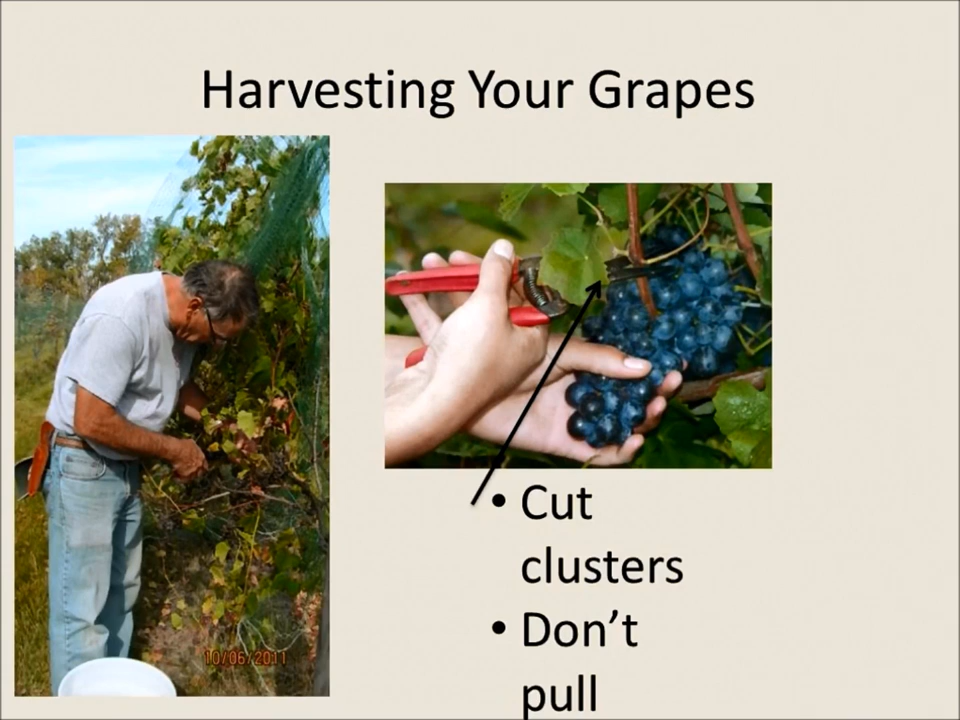 Harvesting Your Grapes
10/06/2011
• Cut
clusters
• Don't
pull